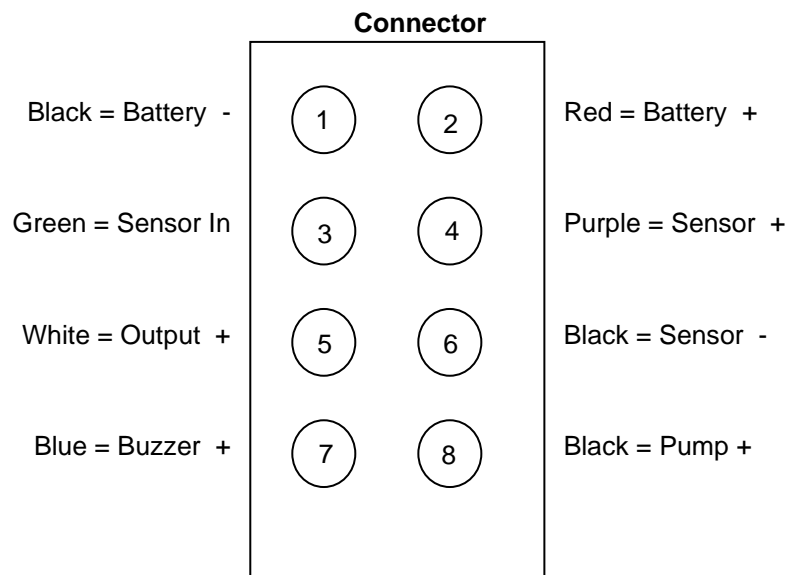 Connector
Black = Battery -
1
2
Red = Battery +
Green = Sensor In
3
4
Purple = Sensor +
White = Output +
5
6
Black = Sensor -
Blue = Buzzer +
7
8
Black = Pump +